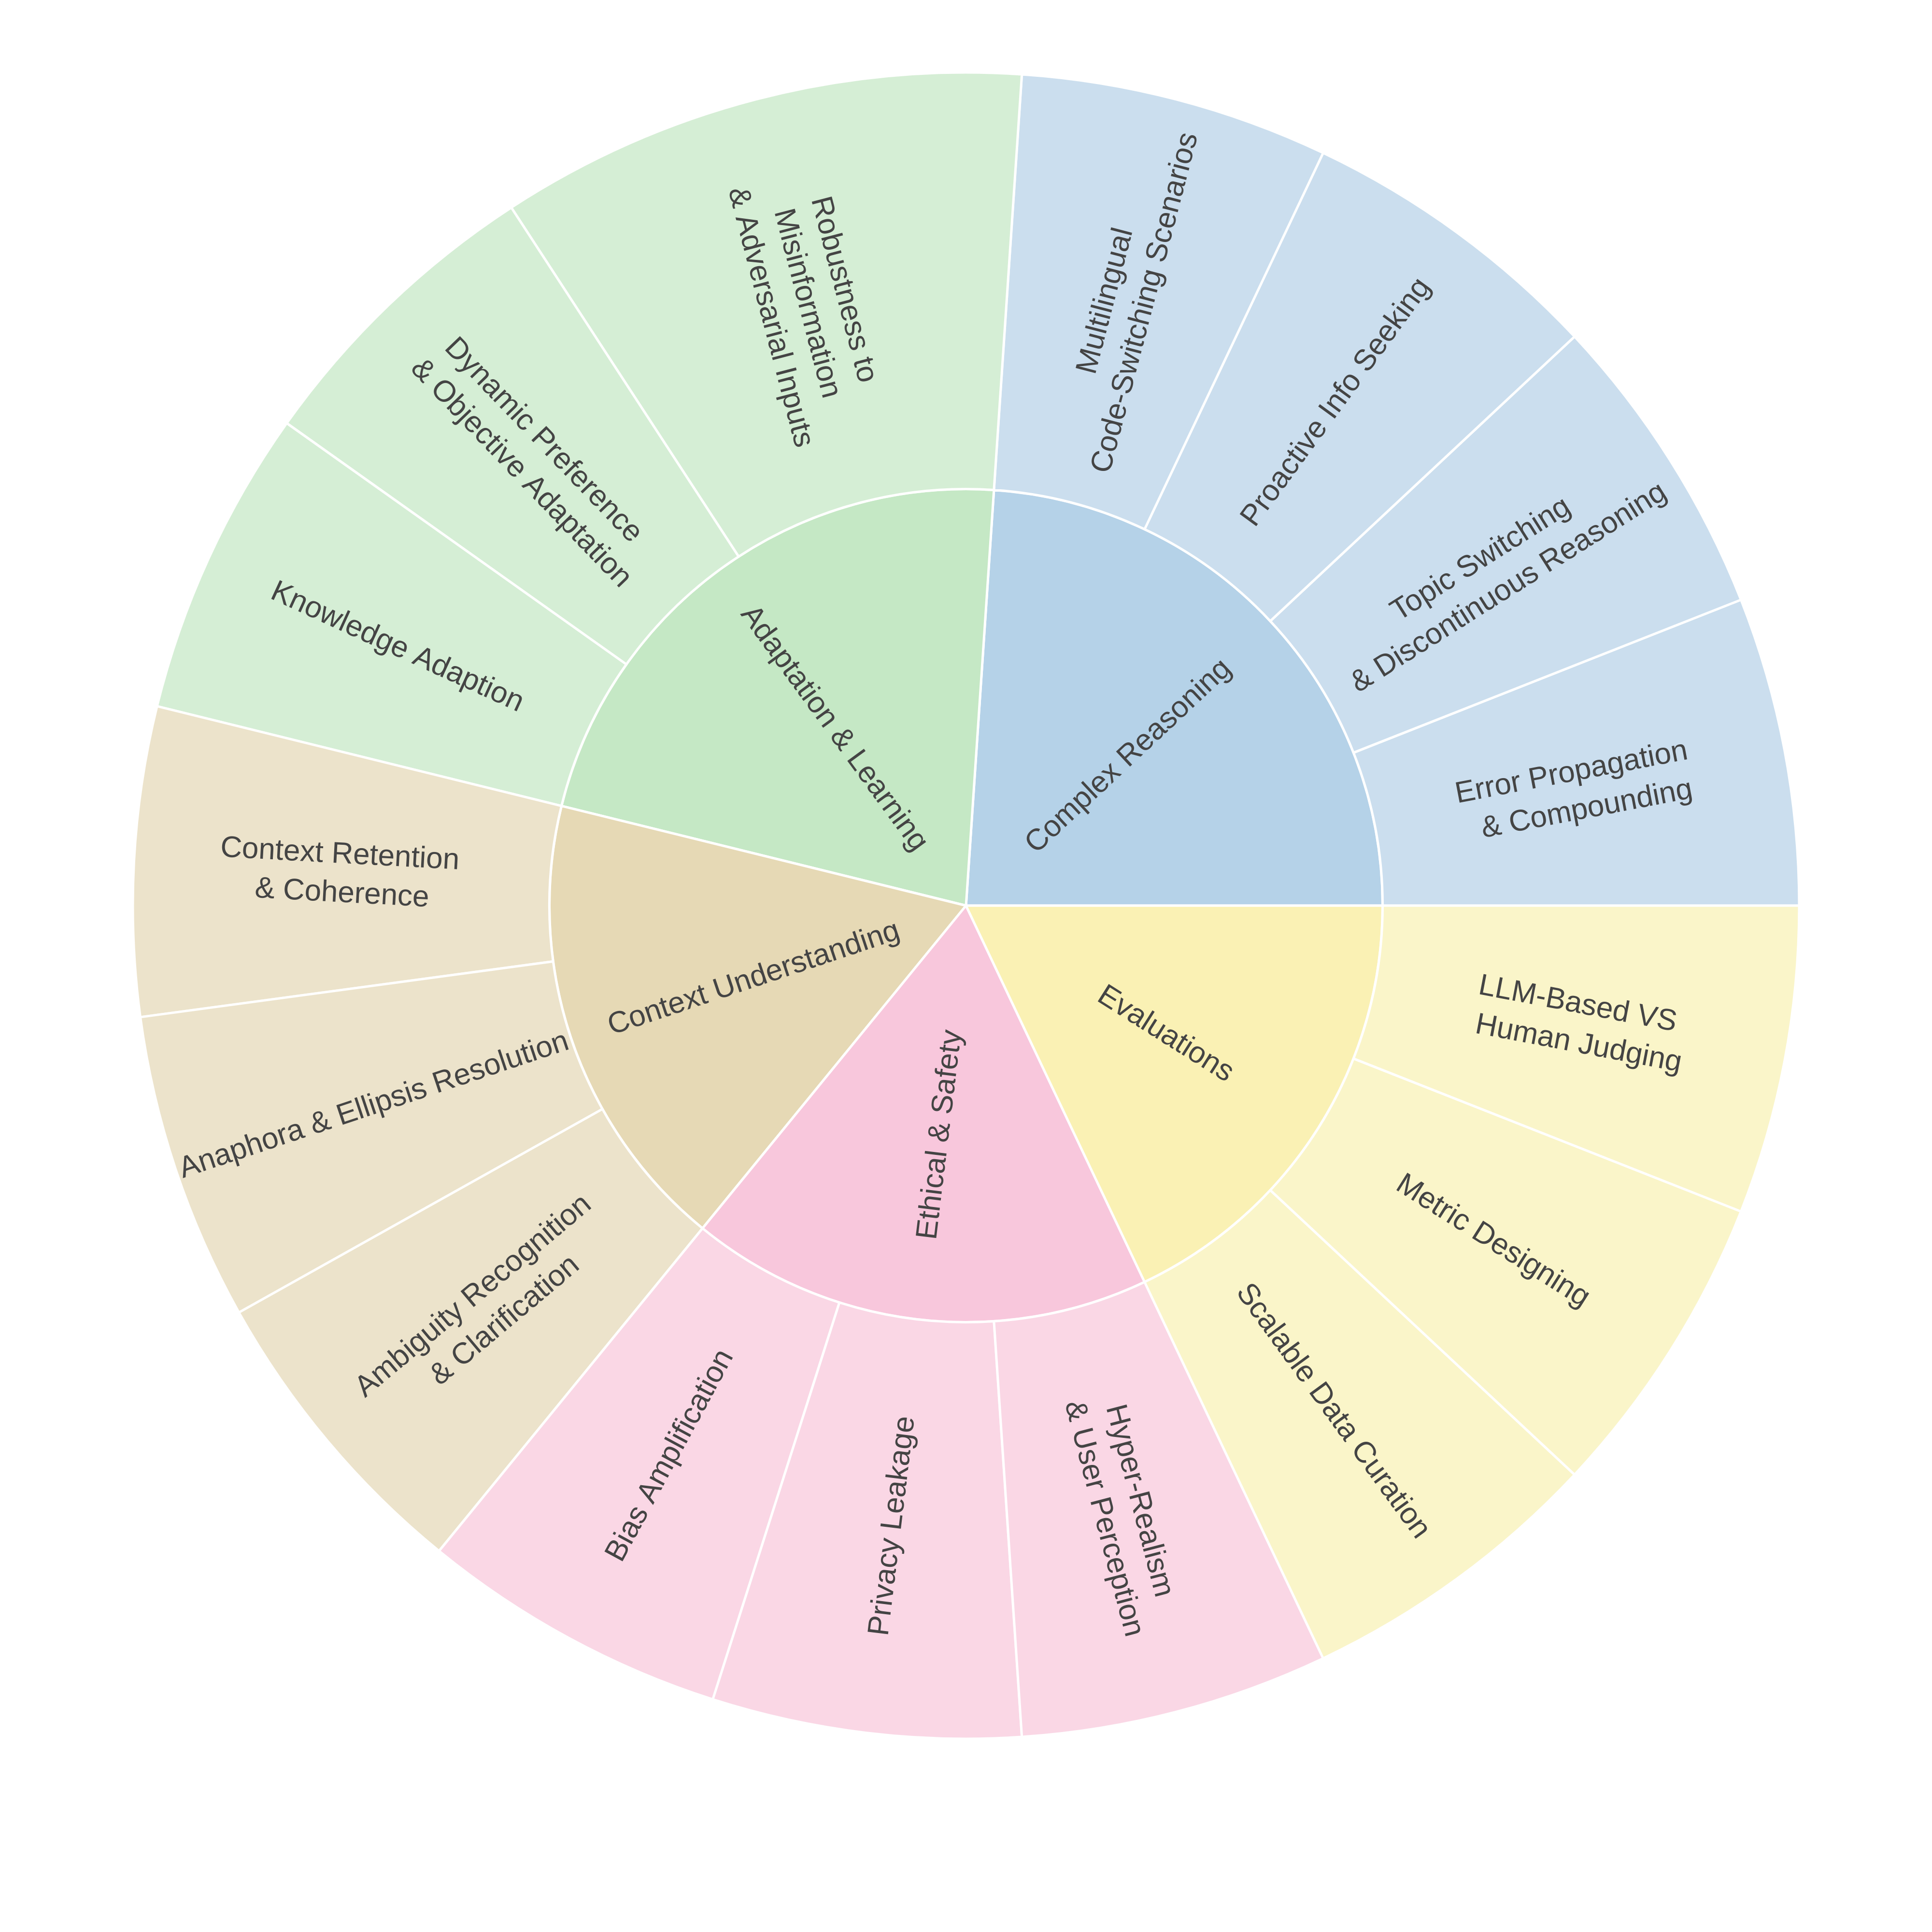 Complex Reasoning
Multilingual
Code-Switching Scenarios
Proactive Info Seeking
Topic Switching
& Discontinuous Reasoning
Error Propagation
& Compounding
Evaluations
LLM-Based VS
Human Judging
Metric Designing
Scalable Data Curation
Ethical & Safety
Hyper-Realism
& User Perception
Privacy Leakage
Bias Amplification
Context Understanding
Ambiguity Recognition
& Clarification
Anaphora & Ellipsis Resolution
Context Retention
& Coherence
Adaptation & Learning
Knowledge Adaption
Dynamic Preference
& Objective Adaptation
Robustness to
Misinformation
& Adversarial Inputs